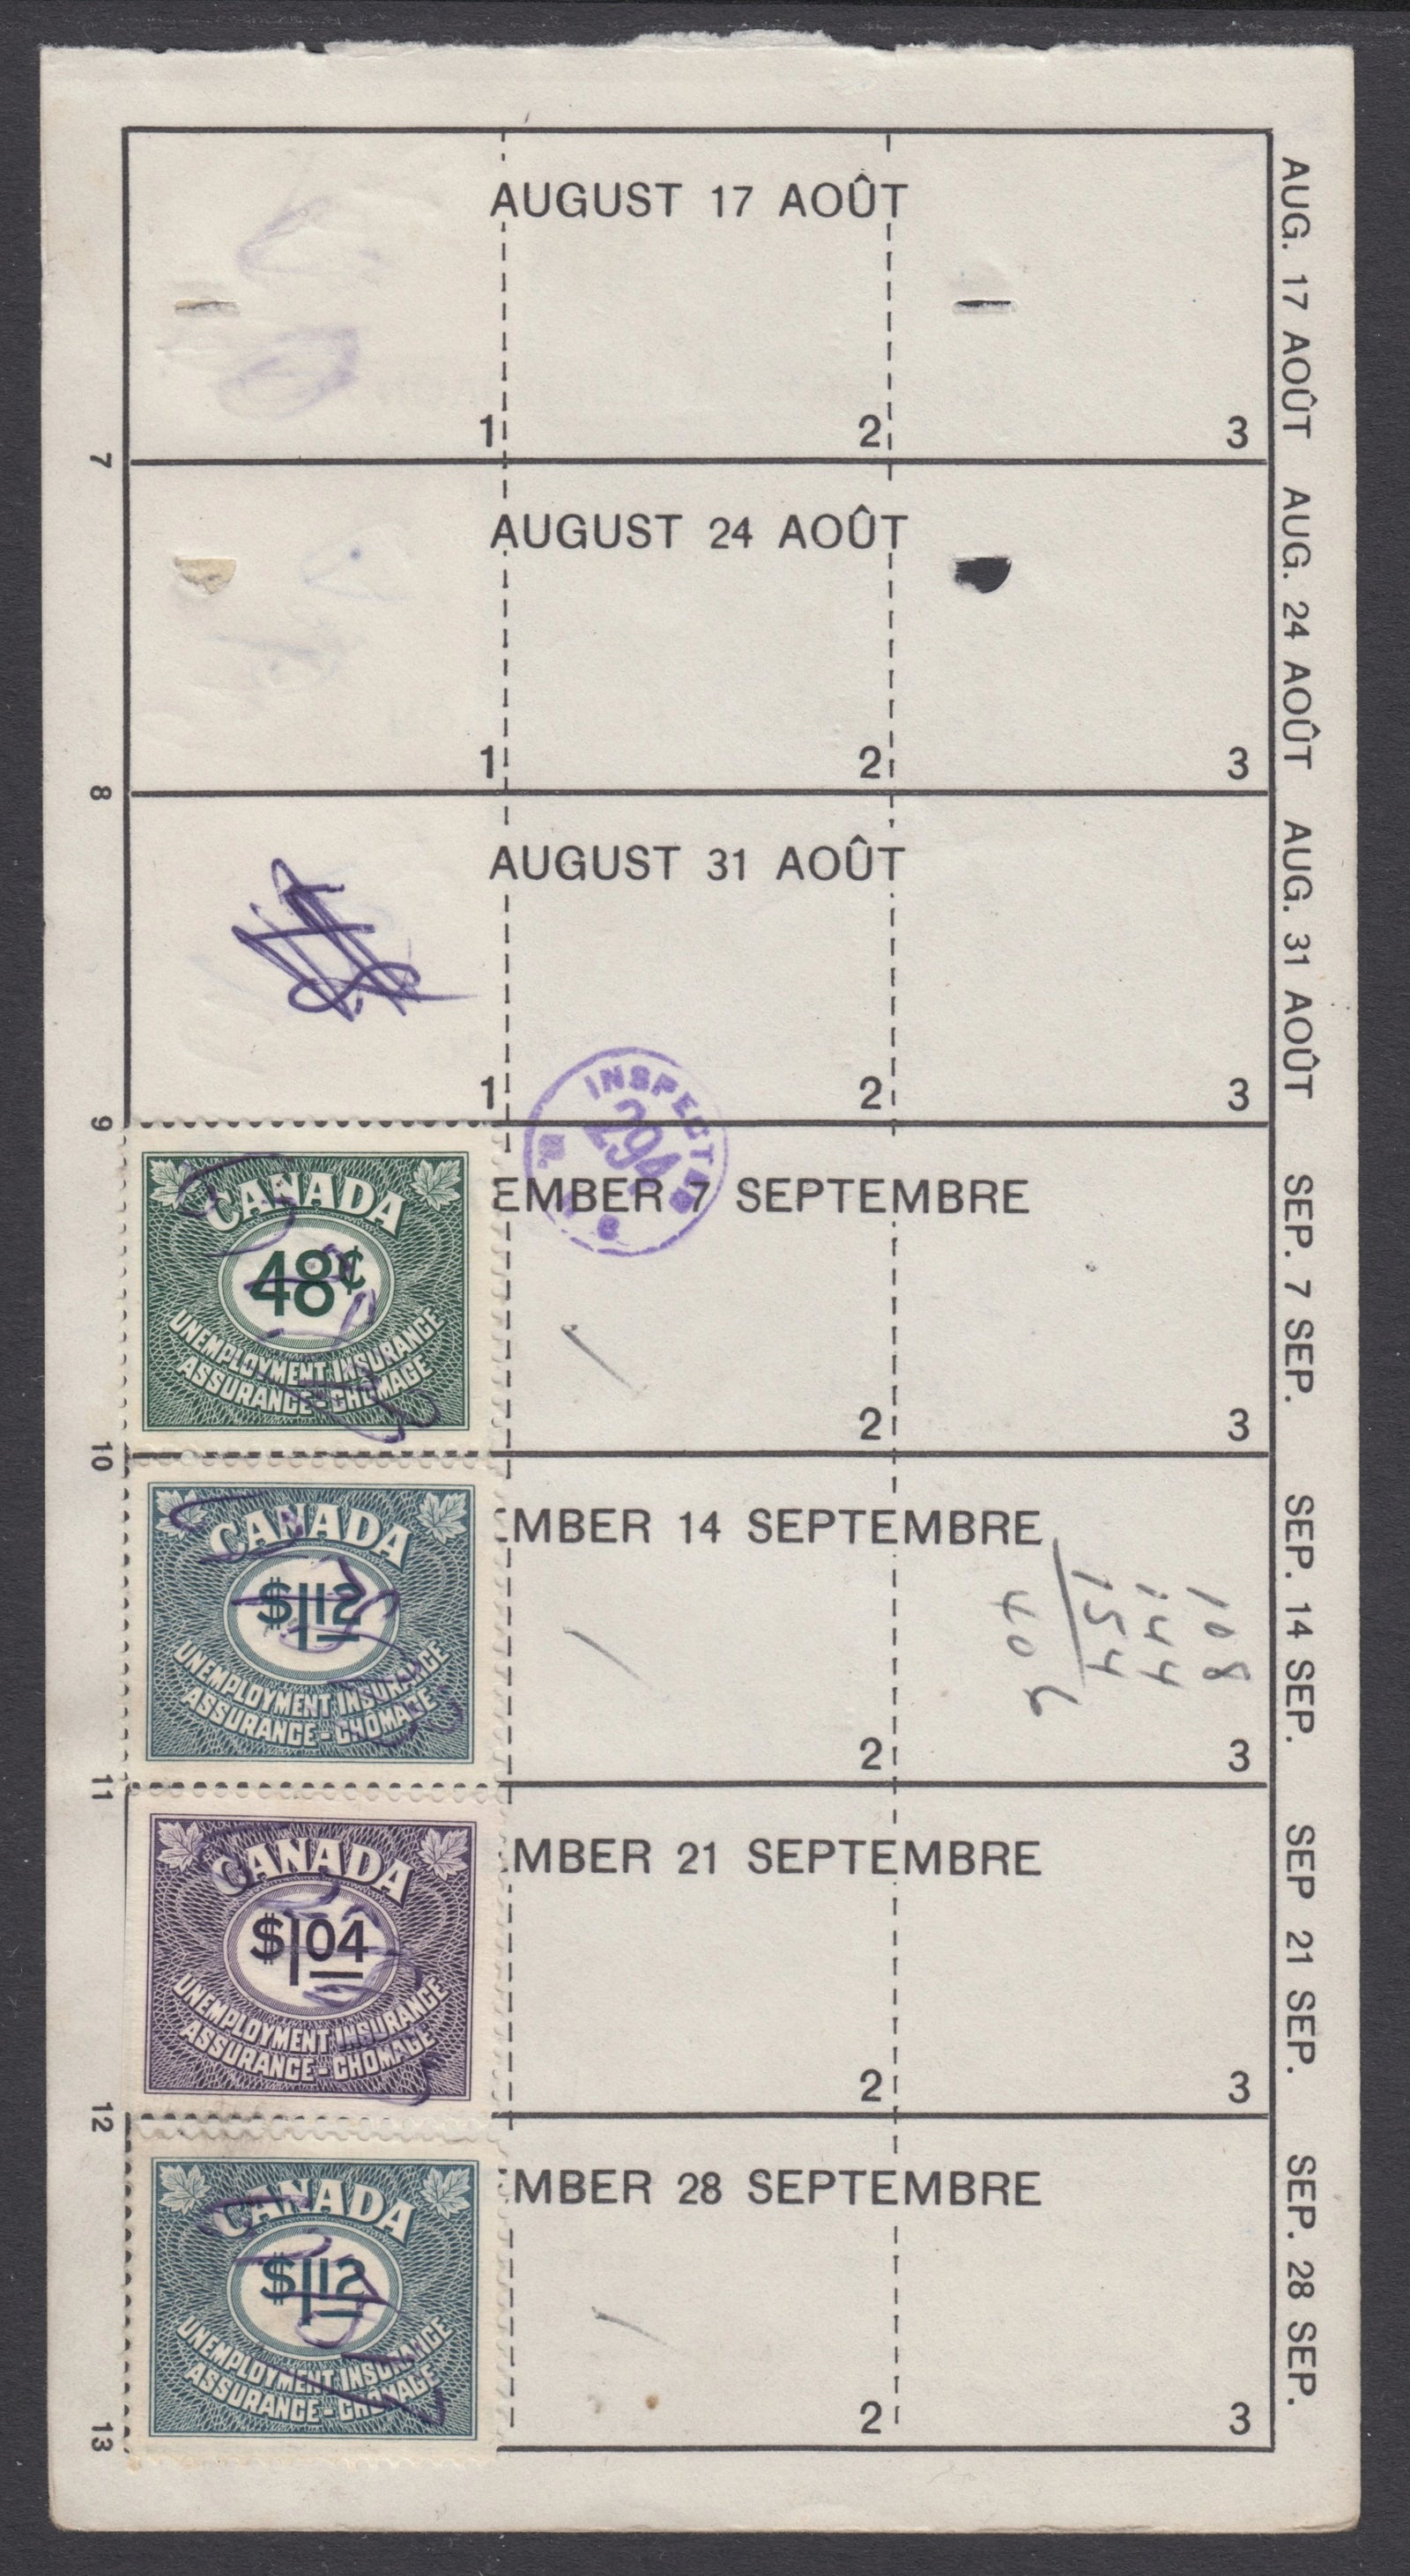 AUGUST 17 AOÛT
1 2 3
AUG. 17 AOÛT
7
AUGUST 24 AOÛT
1 2 3
AUG. 24 AOÛT
8
AUGUST 31 AOÛT
1 2 3
AUG. 31 AOÛT
9
INSPECTED
294
EMBER 7 SEPTEMBRE
CANADA
48¢
UNEMPLOYMENT INSURANCE
ASSURANCE-CHOMAGE
2 3
SEP. 7 SEP.
10
MBER 14 SEPTEMBRE
CANADA
$1.12
UNEMPLOYMENT INSURANCE
ASSURANCE-CHOMAGE
108
144
154
406
2 3
SEP. 14 SEP.
11
MBER 21 SEPTEMBRE
CANADA
$1.04
UNEMPLOYMENT INSURANCE
ASSURANCE-CHOMAGE
2 3
SEP 21 SEP.
12
MBER 28 SEPTEMBRE
CANADA
$1.12
UNEMPLOYMENT INSURANCE
ASSURANCE-CHOMAGE
2 3
SEP. 28 SEP.
13